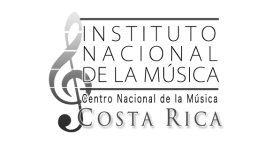 INSTITUTO
NACIONAL
DE LA MÚSICA
Centro Nacional de la Música
COSTA RICA